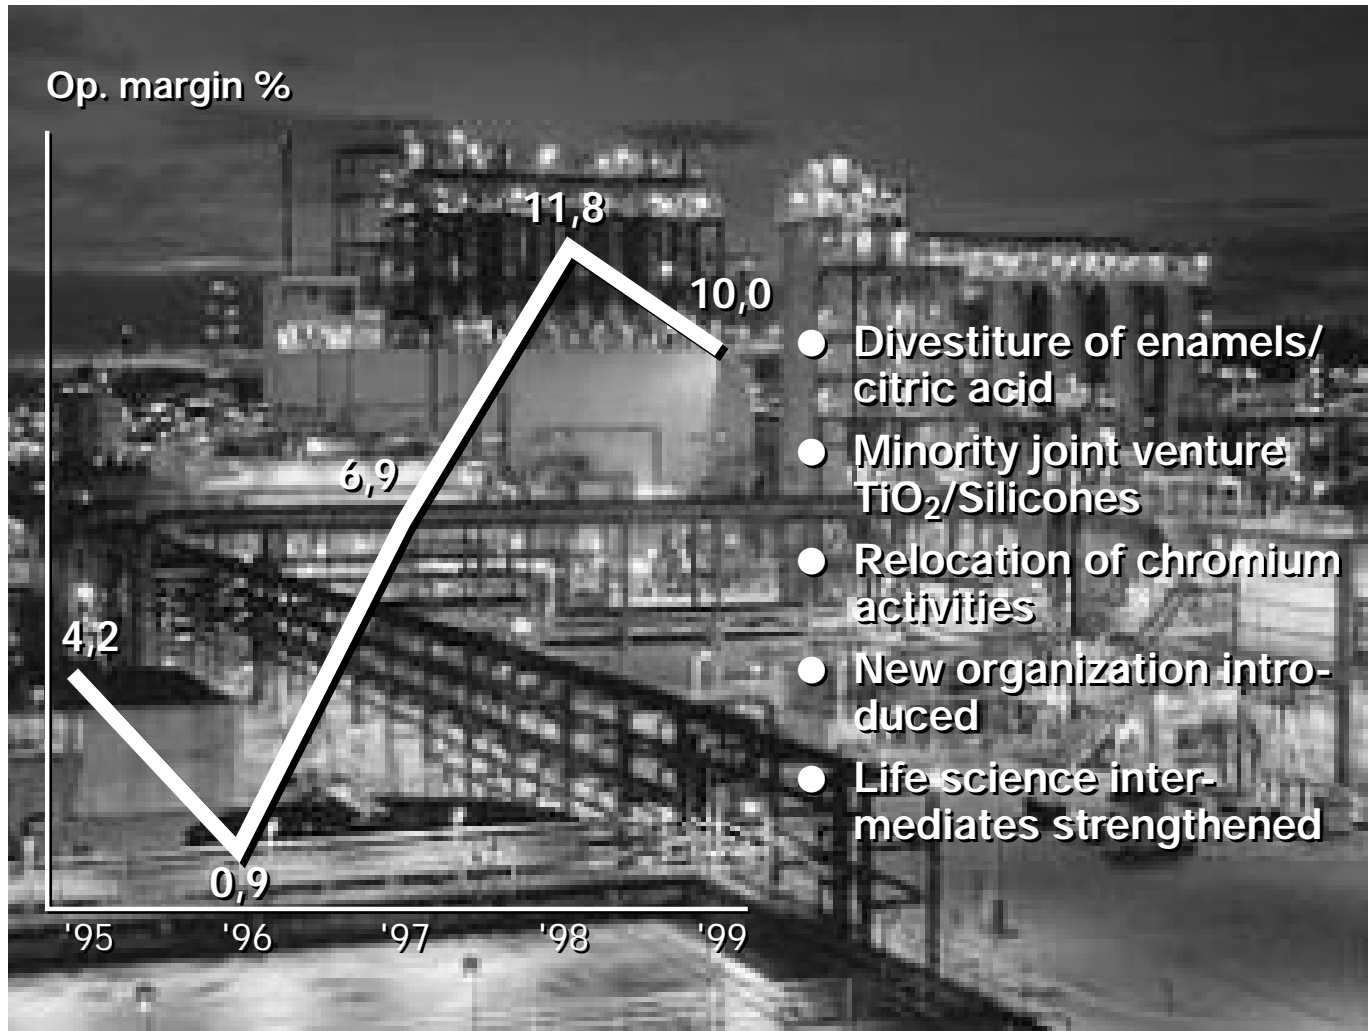 Op. margin %
11,8
10,0
6,9
4,2
0,9
'95 '96 '97 '98 '99
● Divestiture of enamels/
citric acid
● Minority joint venture
TiO₂/Silicones
● Relocation of chromium
activities
● New organization intro-
duced
● Life science inter-
mediates strengthened